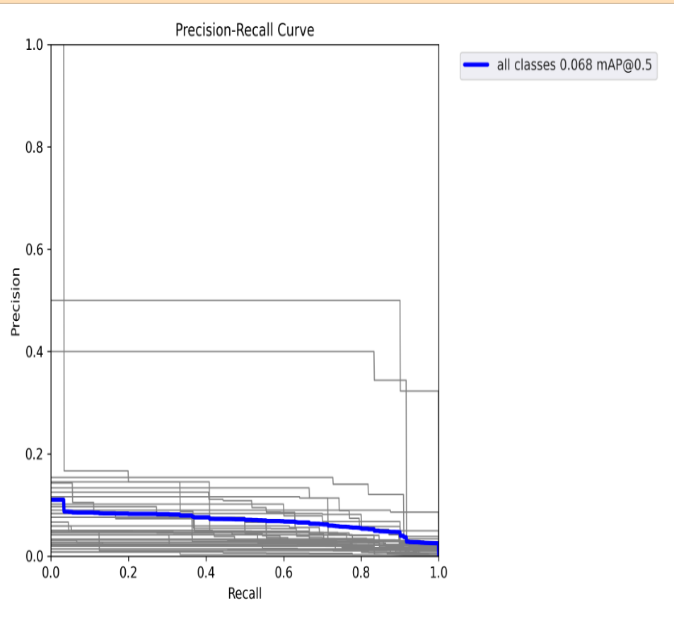 Precision-Recall Curve
1.0
0.8
0.6
0.4
0.2
0.0
Precision
0.0 0.2 0.4 0.6 0.8 1.0
Recall
all classes 0.068 mAP@0.5